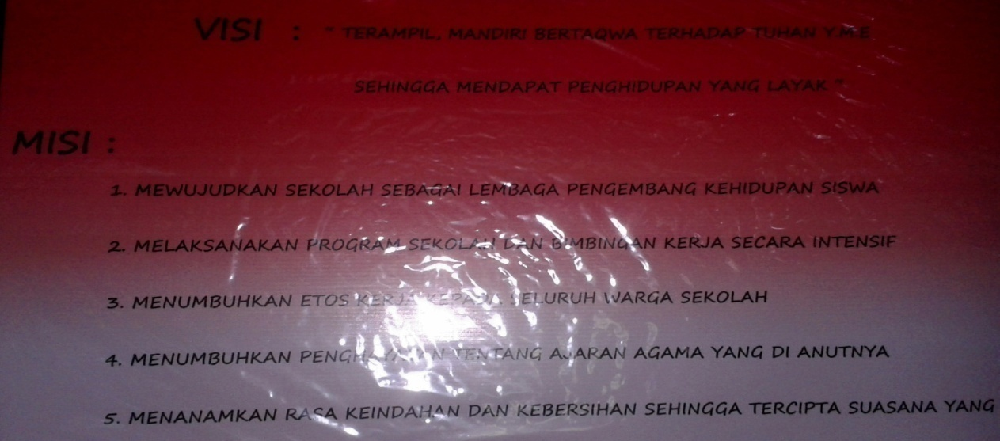 VISI : " TERAMPIL, MANDIRI BERTAQWA TERHADAP TUHAN Y.M.E
SEHINGGA MENDAPAT PENGHIDUPAN YANG LAYAK "
MISI :
1. MEWUJUDKAN SEKOLAH SEBAGAI LEMBAGA PENGEMBANG KEHIDUPAN SISWA
2. MELAKSANAKAN PROGRAM SEKOLAH DAN BIMBINGAN KERJA SECARA INTENSIF
3. MENUMBUHKAN ETOS KERJA KEPADA SELURUH WARGA SEKOLAH
4. MENUMBUHKAN PENGHAYATAN TENTANG AJARAN AGAMA YANG DI ANUTNYA
5. MENANAMKAN RASA KEINDAHAN DAN KEBERSIHAN SEHINGGA TERCIPTA SUASANA YANG